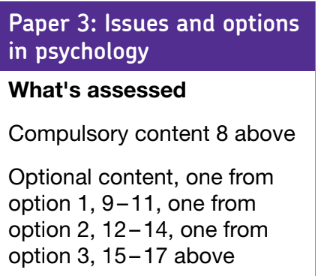 Paper 3: Issues and options
in psychology
What's assessed
Compulsory content 8 above
Optional content, one from
option 1, 9–11, one from
option 2, 12–14, one from
option 3, 15–17 above